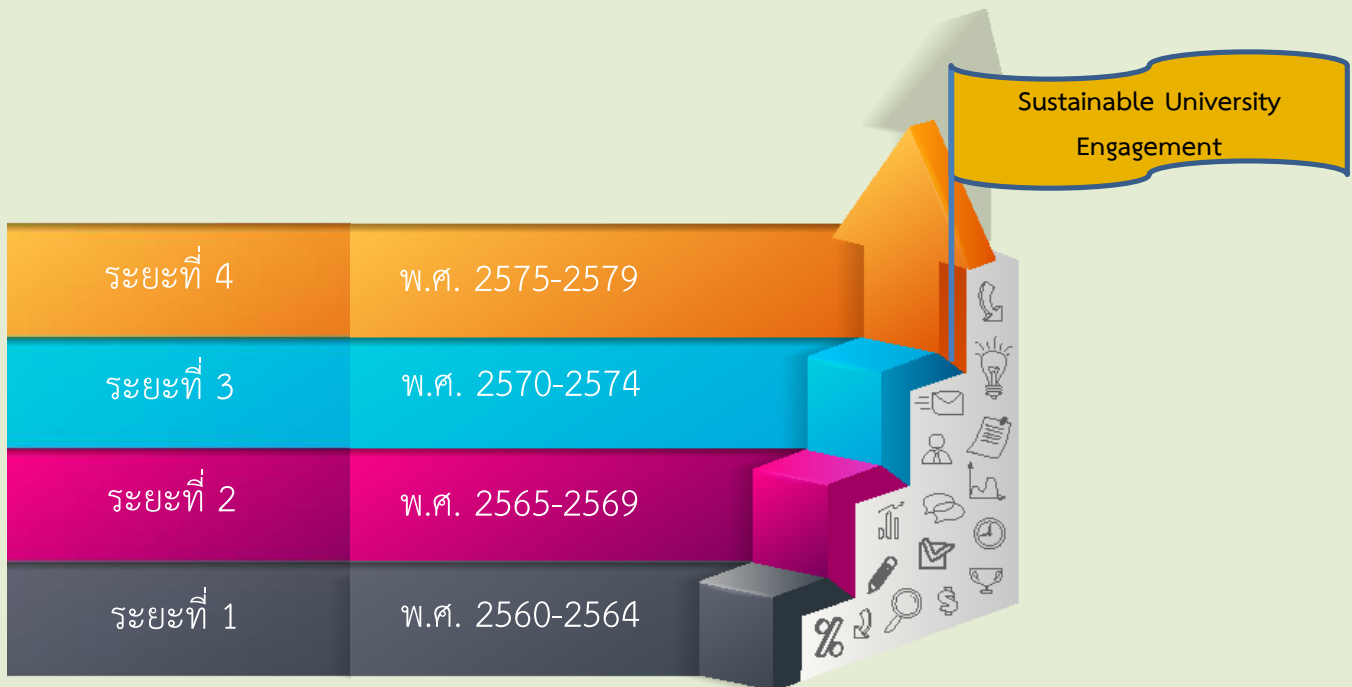 Sustainable University
Engagement
ระยะที่ 4 พ.ศ. 2575-2579
ระยะที่ 3 พ.ศ. 2570-2574
ระยะที่ 2 พ.ศ. 2565-2569
ระยะที่ 1 พ.ศ. 2560-2564